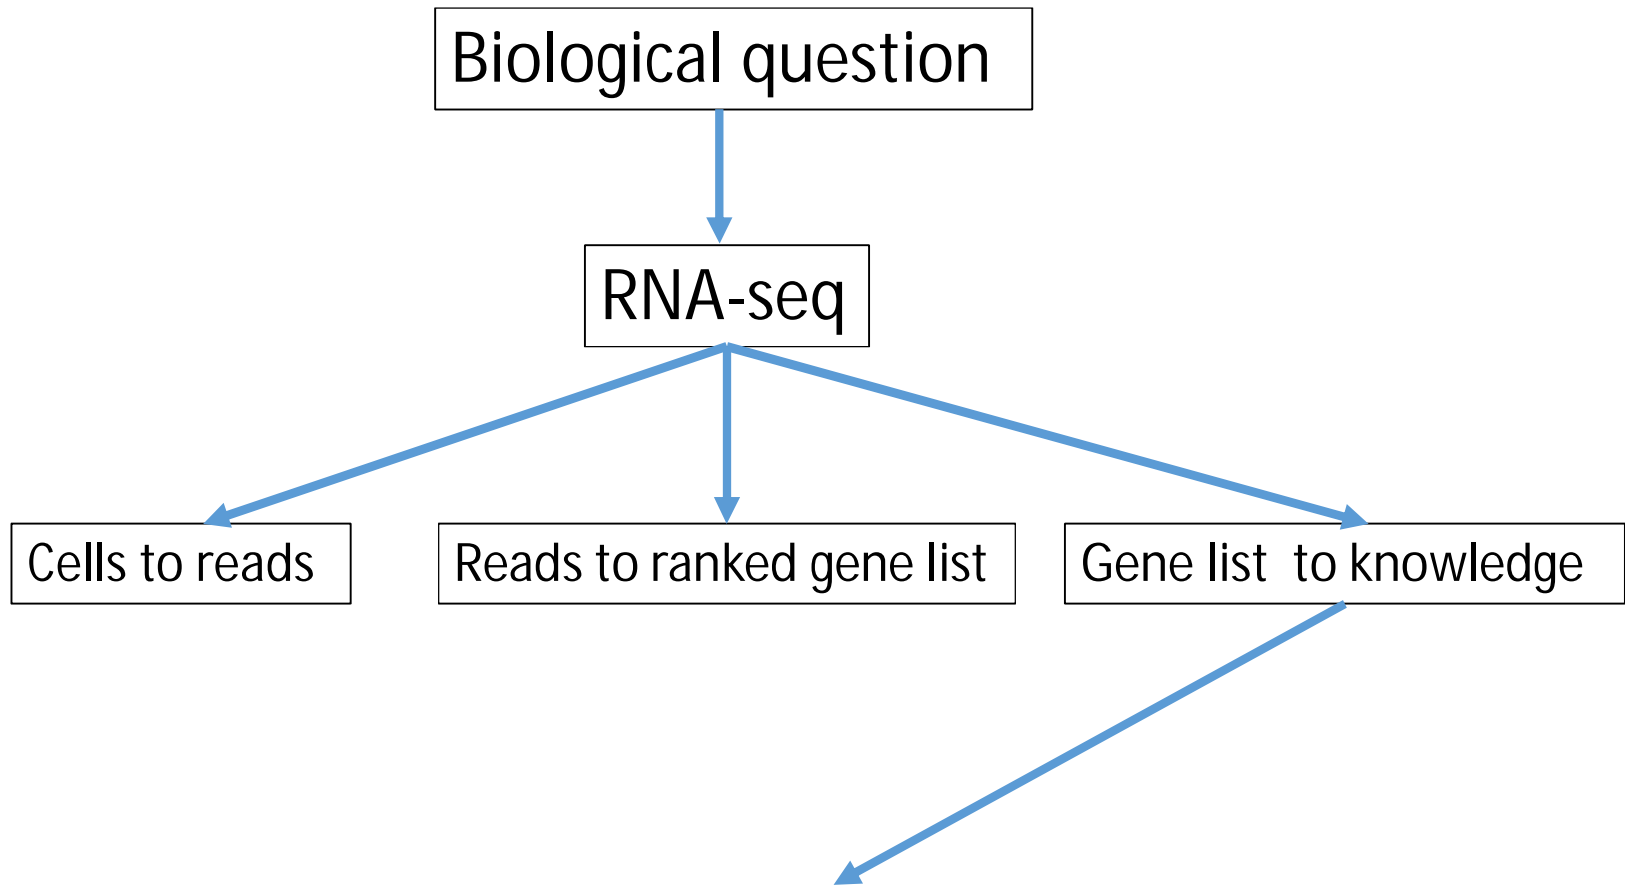 Biological question
RNA-seq
Cells to reads
Reads to ranked gene list
Gene list  to knowledge